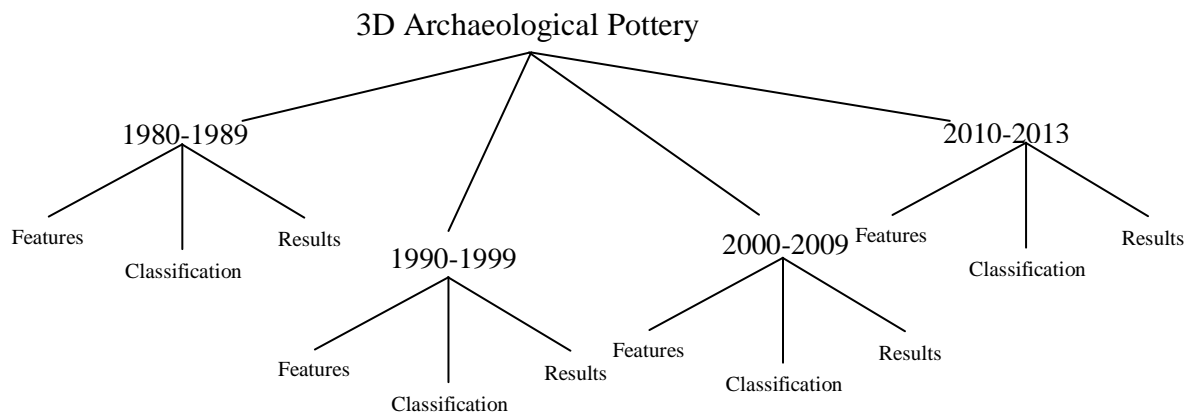 3D Archaeological Pottery
1980-1989
2010-2013
Features
Classification
Results
1990-1999
2000-2009
Features
Classification
Results
Features
Classification
Results
Features
Classification
Results